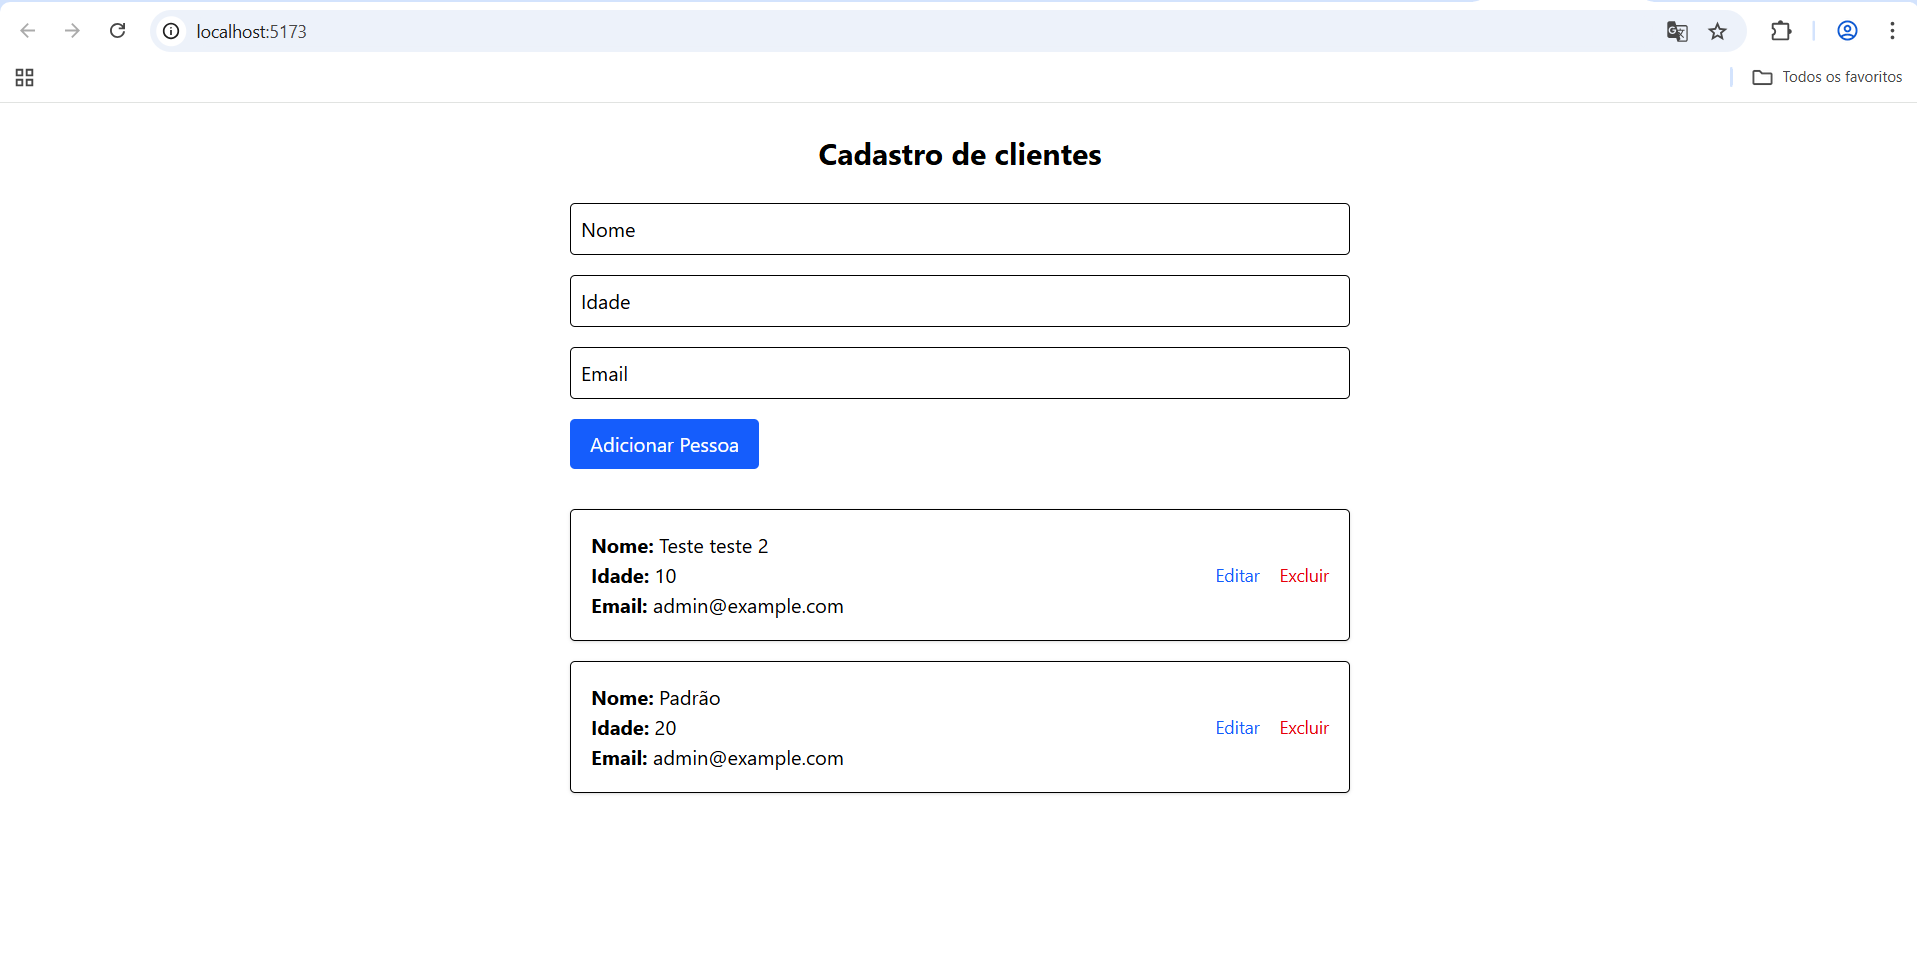 localhost:5173
Todos os favoritos
Cadastro de clientes
Nome
Idade
Email
Adicionar Pessoa
Nome: Teste teste 2
Idade: 10
Editar Excluir
Email: admin@example.com
Nome: Padrão
Idade: 20
Editar Excluir
Email: admin@example.com